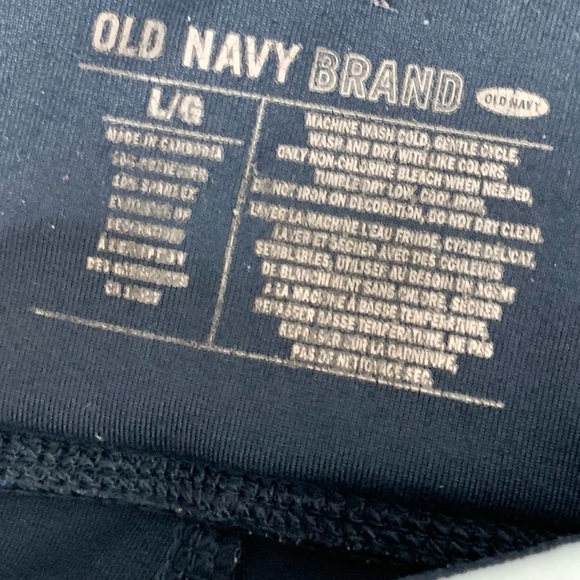 OLD NAVY BRAND
OLD NAVY
L/G
MADE IN CAMBODIA
MACHINE WASH COLD, GENTLE CYCLE,
WASH AND DRY WITH LIKE COLORS,
ONLY NON-CHLORINE BLEACH WHEN NEEDED,
TUMBLE DRY LOW, COOL IRON,
DO NOT IRON ON DECORATION, DO NOT DRY CLEAN.
LAVER À LA MACHINE L'EAU FROIDE, CYCLE DÉLICAT,
LAVER ET SÉCHER AVEC DES COULEURS
SEMBLABLES, UTILISER AU BESOIN UN AGENT
DE BLANCHIMENT SANS CHLORE, SÉCHER
À LA MACHINE À BASSE TEMPÉRATURE,
REPASSER BASSE TEMPÉRATURE, NE PAS
REPASSER SUR LA GARNITURE,
PAS DE NETTOYAGE SEC.